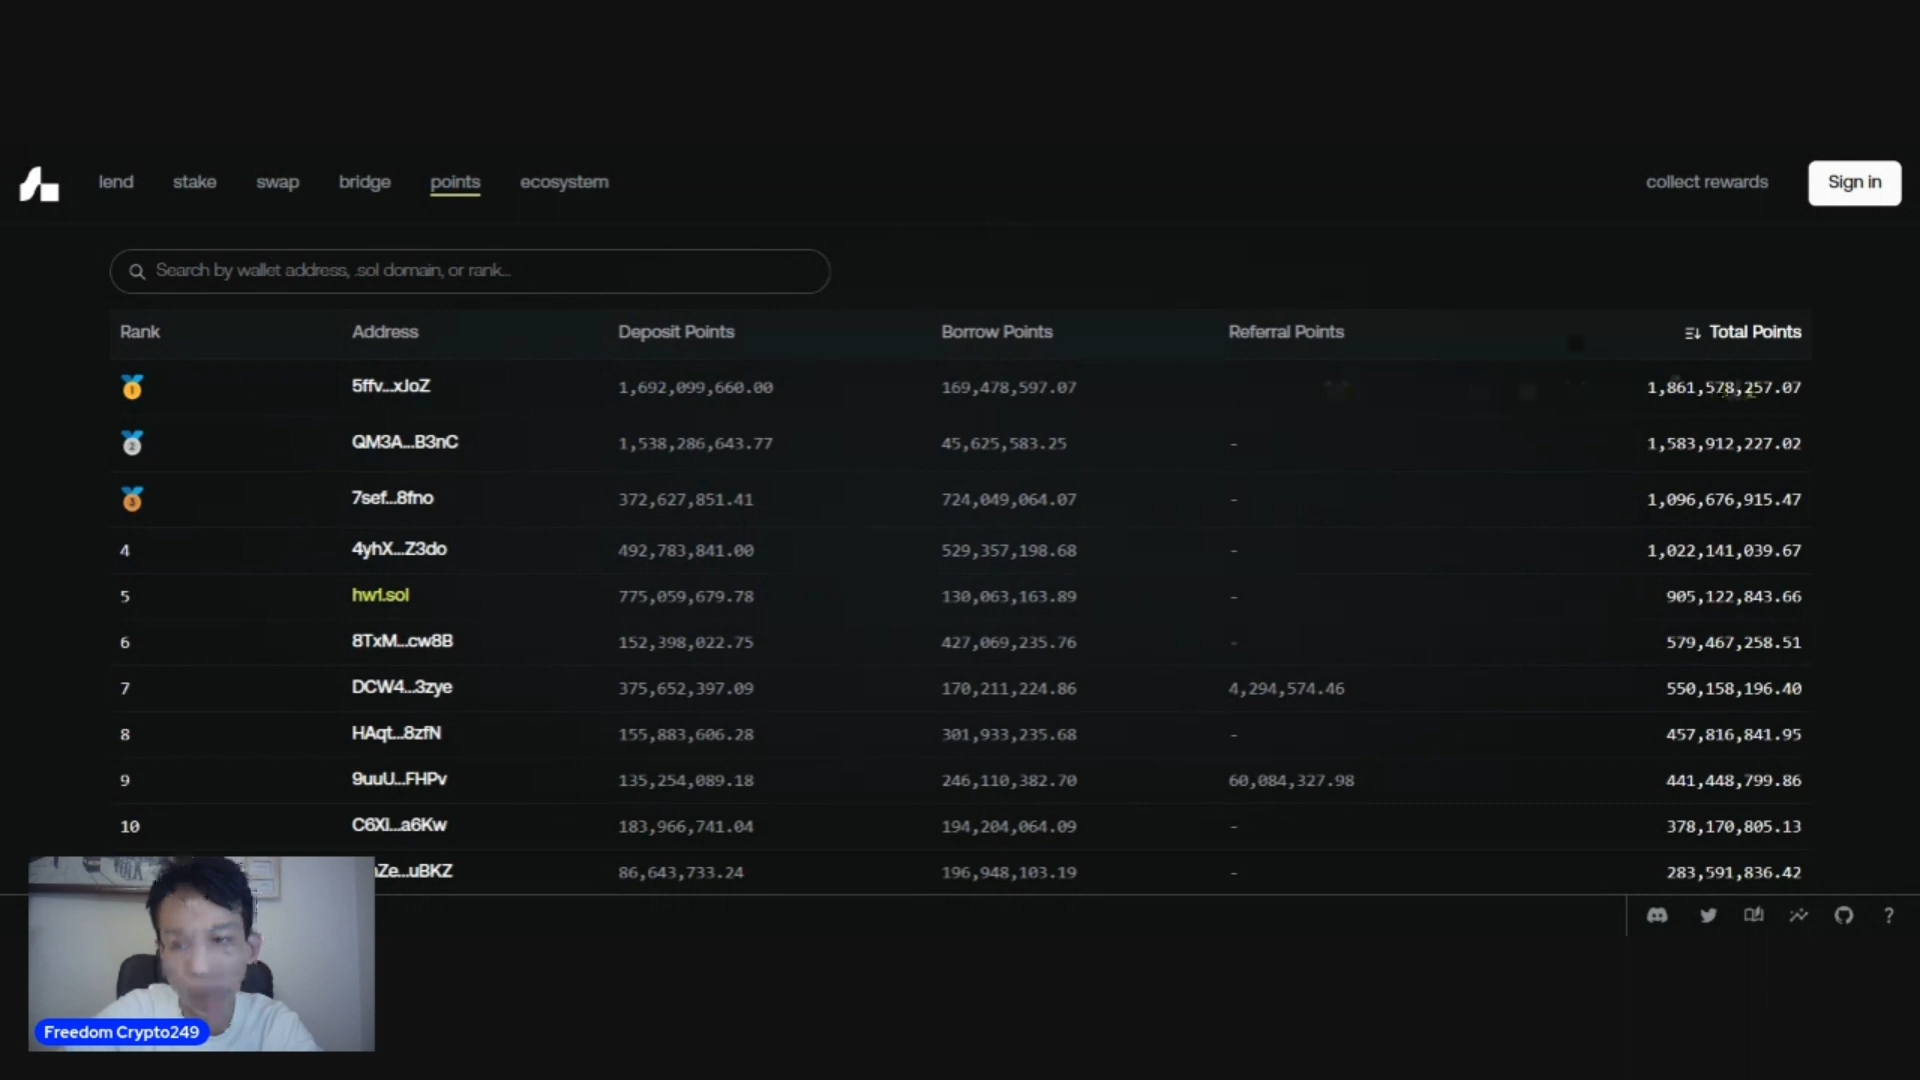 lend stake swap bridge points ecosystem collect rewards Sign in
Search by wallet address, .sol domain, or rank...
Rank Address Deposit Points Borrow Points Referral Points Total Points
1 5ffv...xJoZ 1,692,099,660.00 169,478,597.07 1,861,578,257.07
2 QM3A...B3nC 1,538,286,643.77 45,625,583.25 - 1,583,912,227.02
3 7sef...8fno 372,627,851.41 724,049,064.07 - 1,096,676,915.47
4 4yhX...Z3do 492,783,841.00 529,357,198.68 - 1,022,141,039.67
5 hw1.sol 775,059,679.78 130,063,163.89 - 905,122,843.66
6 8TxM...cw8B 152,398,022.75 427,069,235.76 - 579,467,258.51
7 DCW4...3zye 375,652,397.09 170,211,224.86 4,294,574.46 550,158,196.40
8 HAqt...8zfN 155,883,606.28 301,933,235.68 - 457,816,841.95
9 9uuU...FHPv 135,254,089.18 246,110,382.70 60,084,327.98 441,448,799.86
10 C6Xi...a6Kw 183,966,741.04 194,204,064.09 - 378,170,805.13
Ze...uBKZ 86,643,733.24 196,948,103.19 - 283,591,836.42
?
Freedom Crypto249